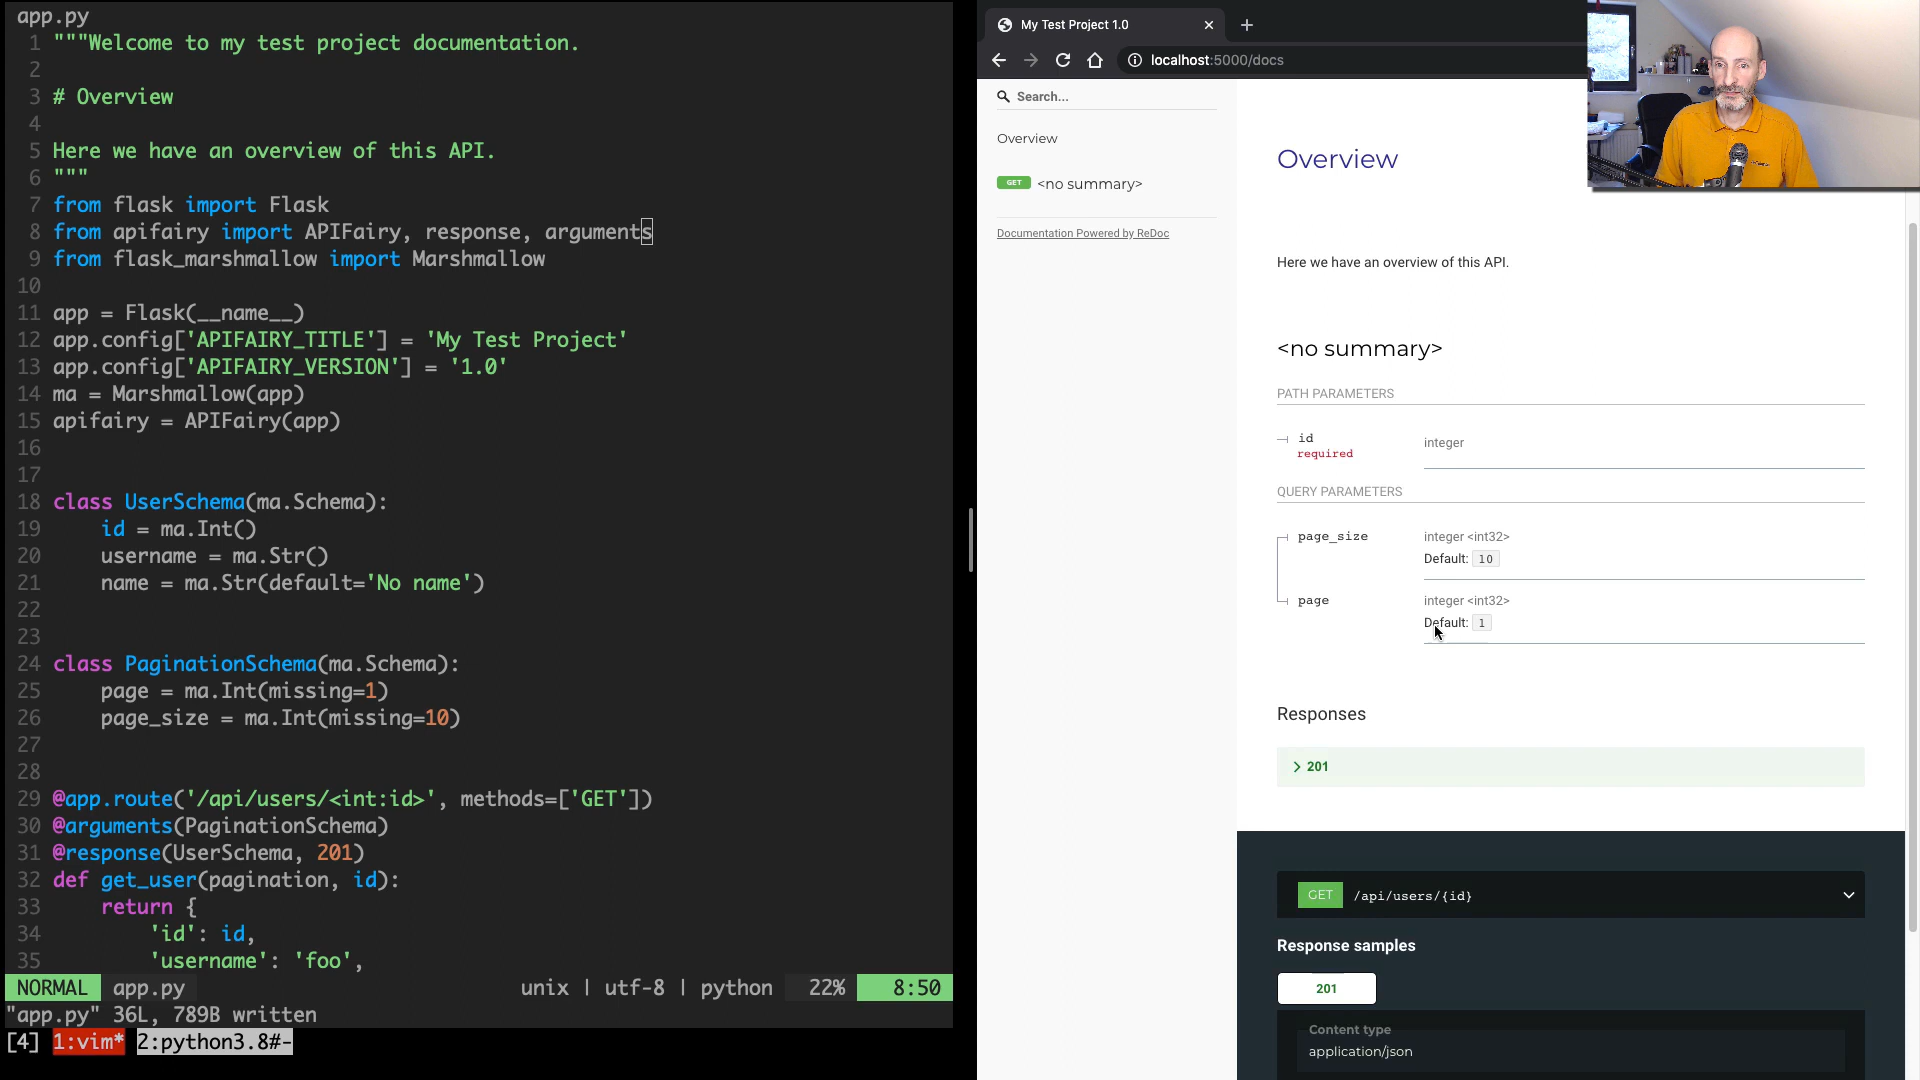 app.py
1 """Welcome to my test project documentation.
2
3 # Overview
4
5 Here we have an overview of this API.
6 """
7 from flask import Flask
8 from apifairy import APIFairy, response, arguments
9 from flask_marshmallow import Marshmallow
10
11 app = Flask(__name__)
12 app.config['APIFAIRY_TITLE'] = 'My Test Project'
13 app.config['APIFAIRY_VERSION'] = '1.0'
14 ma = Marshmallow(app)
15 apifairy = APIFairy(app)
16
17
18 class UserSchema(ma.Schema):
19     id = ma.Int()
20     username = ma.Str()
21     name = ma.Str(default='No name')
22
23
24 class PaginationSchema(ma.Schema):
25     page = ma.Int(missing=1)
26     page_size = ma.Int(missing=10)
27
28
29 @app.route('/api/users/<int:id>', methods=['GET'])
30 @arguments(PaginationSchema)
31 @response(UserSchema, 201)
32 def get_user(pagination, id):
33     return {
34         'id': id,
35         'username': 'foo',
NORMAL app.py unix | utf-8 | python 22% 8:50
"app.py" 36L, 789B written
[4] 1:vim* 2:python3.8#-
My Test Project 1.0
localhost:5000/docs
Search...
Overview
GET <no summary>
Documentation Powered by ReDoc
Overview
Here we have an overview of this API.
<no summary>
PATH PARAMETERS
id integer
required
QUERY PARAMETERS
page_size integer <int32>
Default: 10
page integer <int32>
Default: 1
Responses
201
GET /api/users/{id}
Response samples
201
Content type
application/json